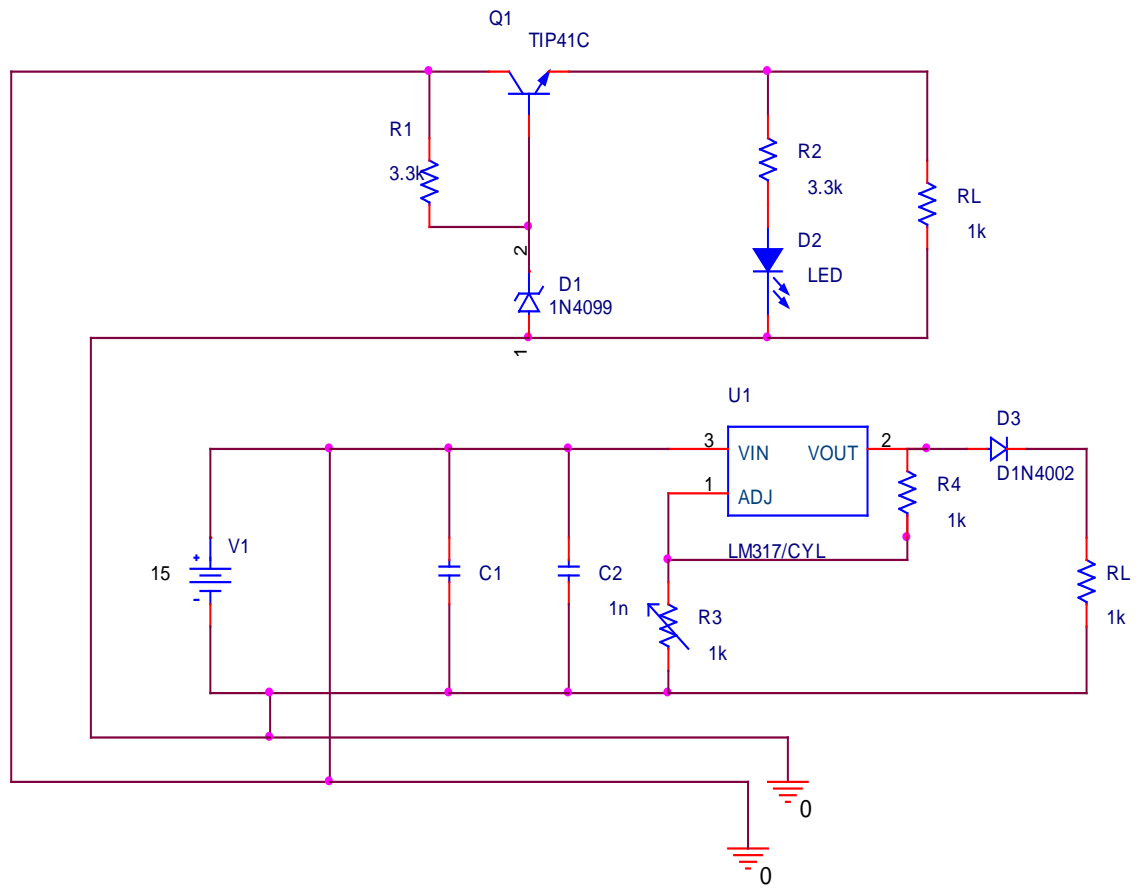 Q1
TIP41C
R1
3.3k
R2
3.3k
RL
1k
D2
LED
2
D1
1N4099
1
U1
D3
3
VIN
VOUT
2
D1N4002
1
ADJ
R4
1k
LM317/CYL
+
V1
15
-
C1
C2
1n
R3
1k
RL
1k
0
0